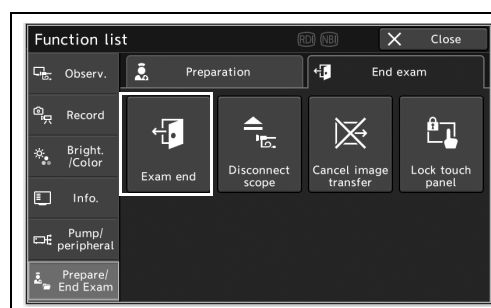 Function list
RDI NBI
Close
Observ.
Record
Bright.
/Color
Info.
Pump/
peripheral
Prepare/
End Exam
Preparation
End exam
Exam end
Disconnect
scope
Cancel image
transfer
Lock touch
panel